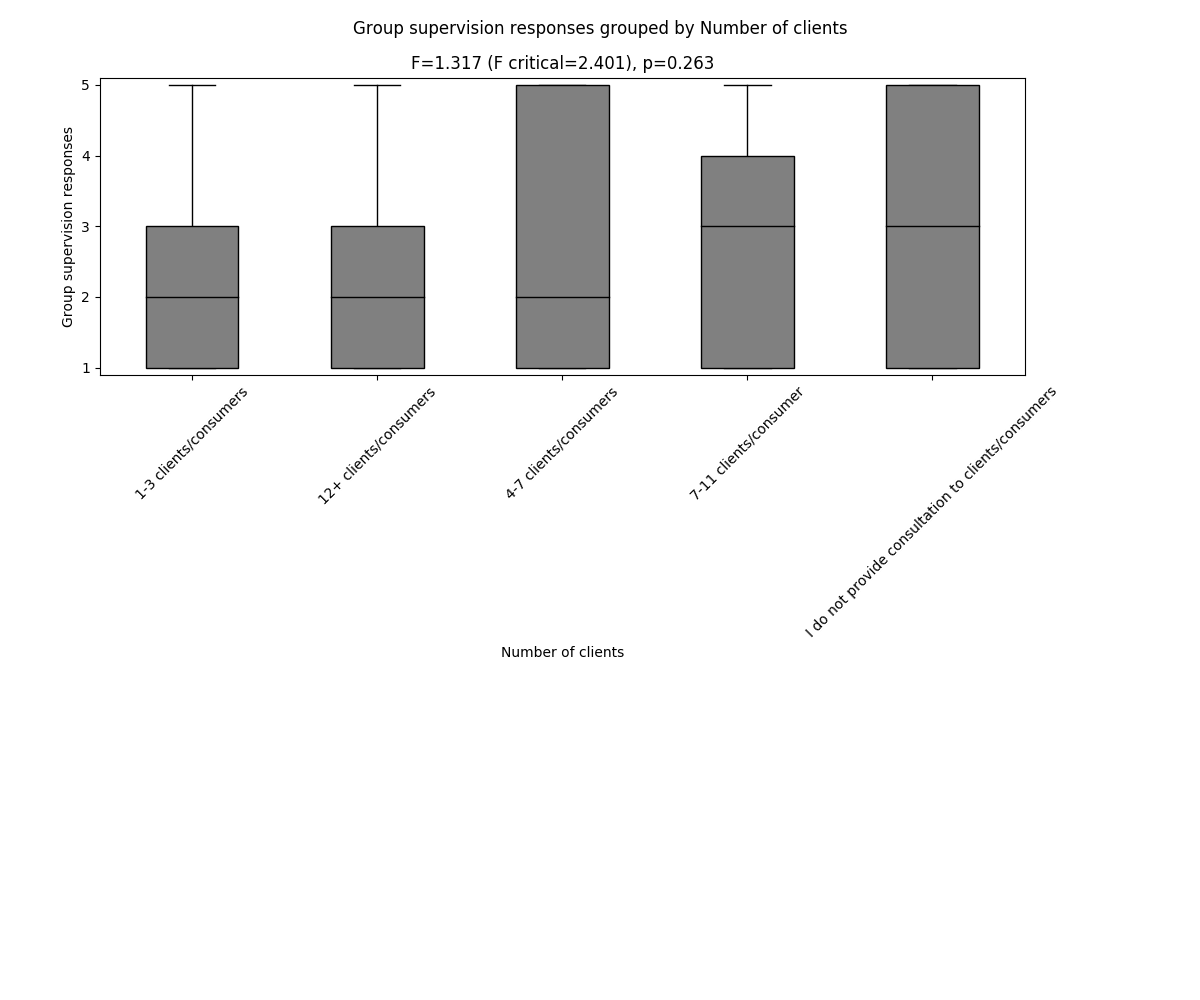 Group supervision responses grouped by Number of clients
F=1.317 (F critical=2.401), p=0.263
Group supervision responses
5
4
3
2
1
1-3 clients/consumers
12+ clients/consumers
4-7 clients/consumers
7-11 clients/consumer
I do not provide consultation to clients/consumers
Number of clients